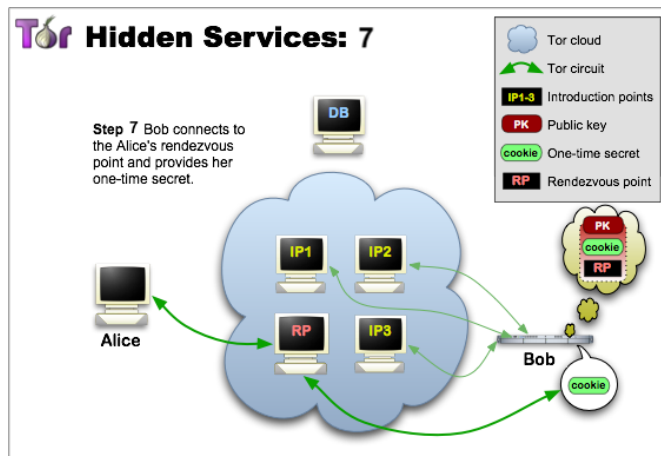 Tor Hidden Services: 7
Tor cloud
Tor circuit
IP1-3 Introduction points
PK Public key
cookie One-time secret
RP Rendezvous point
Step 7 Bob connects to
the Alice's rendezvous
point and provides her
one-time secret.
DB
PK
cookie
RP
IP1
IP2
Alice
RP
IP3
Bob
cookie